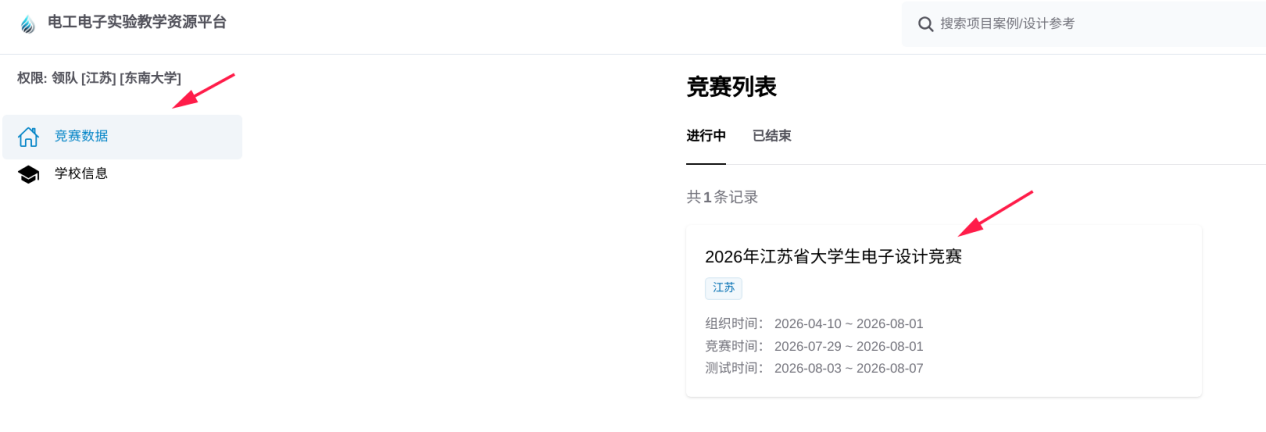 电工电子实验教学资源平台
搜索项目案例/设计参考
权限: 领队 [江苏] [东南大学]
竞赛数据
学校信息
竞赛列表
进行中 已结束
共1条记录
2026年江苏省大学生电子设计竞赛
江苏
组织时间： 2026-04-10 ~ 2026-08-01
竞赛时间： 2026-07-29 ~ 2026-08-01
测试时间： 2026-08-03 ~ 2026-08-07